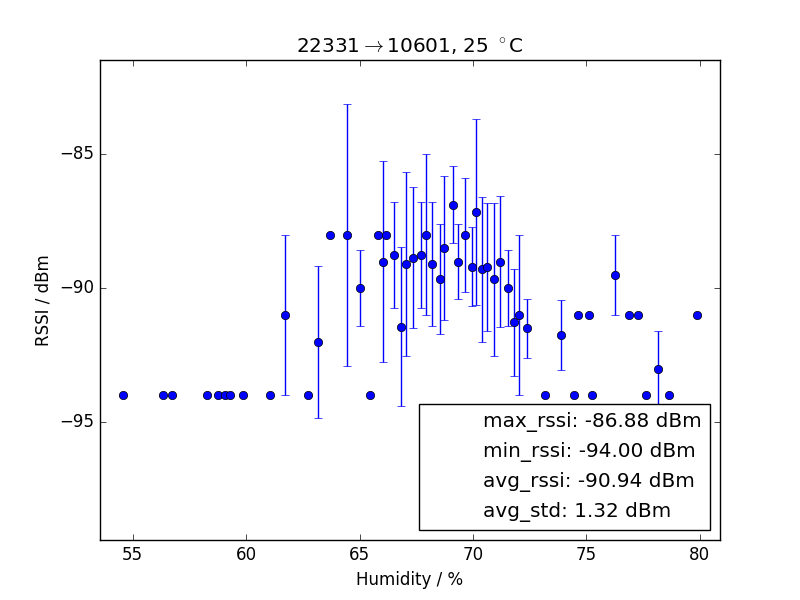 22331→10601, 25 °C
RSSI / dBm
−85
−90
−95
max_rssi: -86.88 dBm
min_rssi: -94.00 dBm
avg_rssi: -90.94 dBm
avg_std: 1.32 dBm
55 60 65 70 75 80
Humidity / %